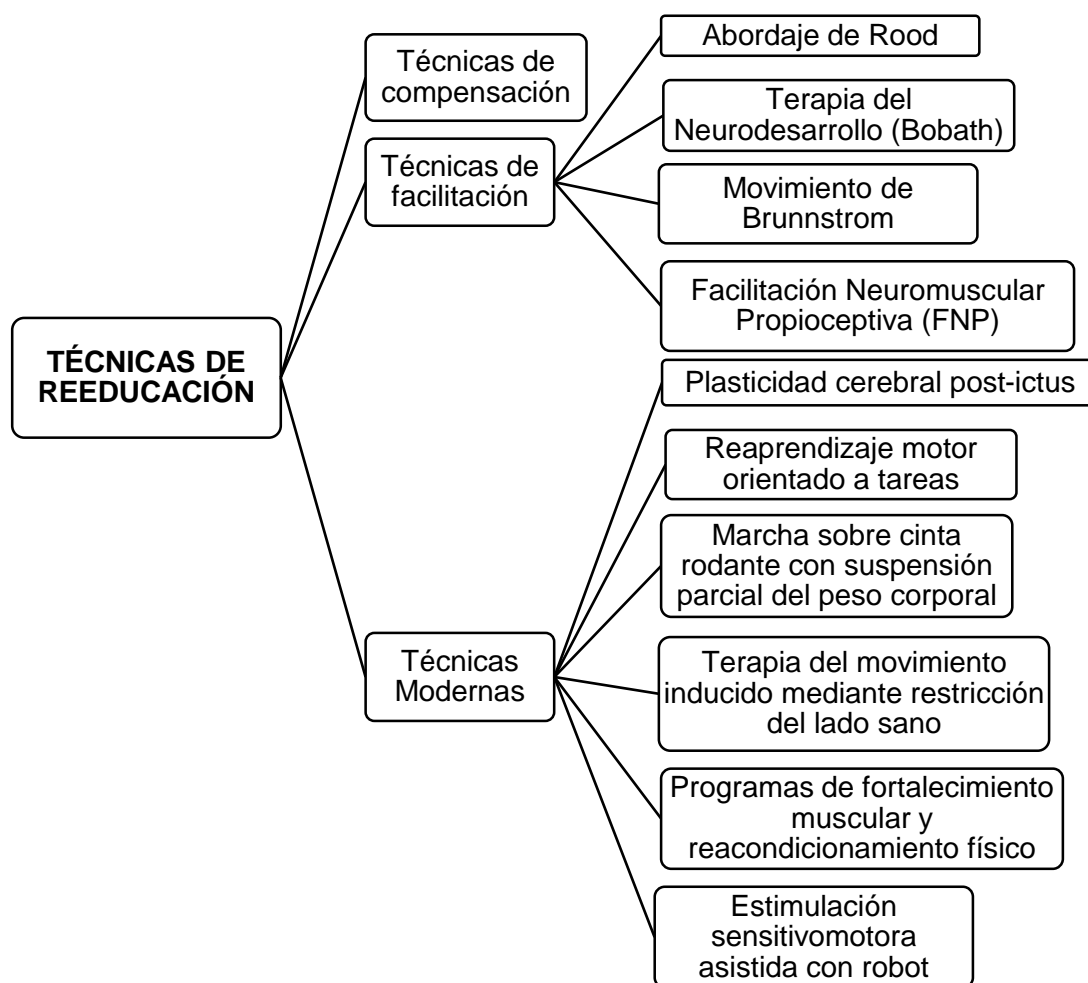 TÉCNICAS DE
REEDUCACIÓN
Técnicas de
compensación
Técnicas de
facilitación
Abordaje de Rood
Terapia del
Neurodesarrollo (Bobath)
Movimiento de
Brunnstrom
Facilitación Neuromuscular
Propioceptiva (FNP)
Técnicas
Modernas
Plasticidad cerebral post-ictus
Reaprendizaje motor
orientado a tareas
Marcha sobre cinta
rodante con suspensión
parcial del peso corporal
Terapia del movimiento
inducido mediante restricción
del lado sano
Programas de fortalecimiento
muscular y
reacondicionamiento físico
Estimulación
sensitivomotora
asistida con robot